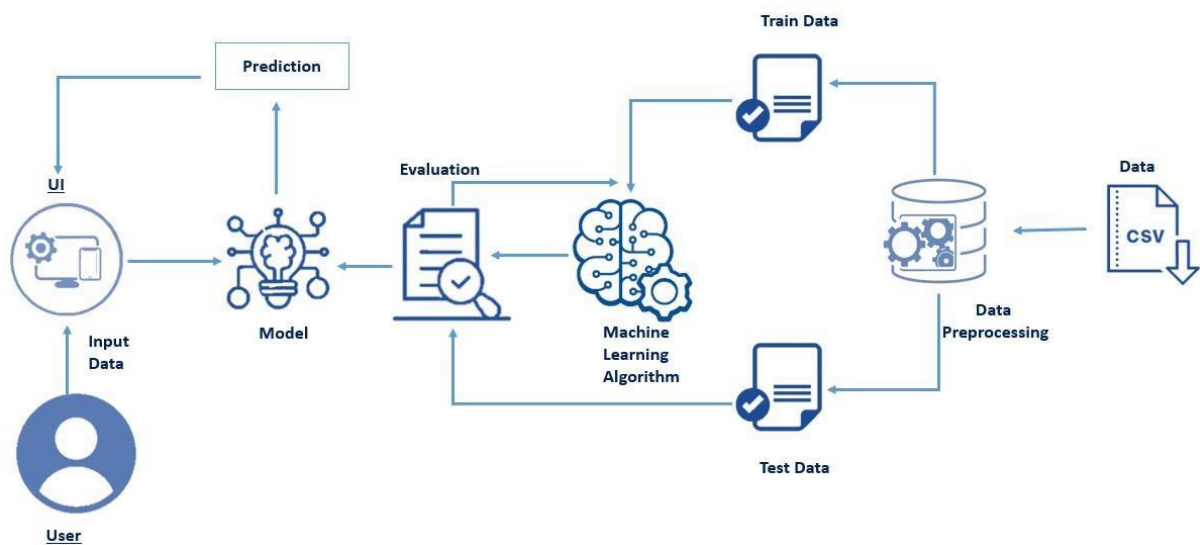 Train Data
Prediction
Evaluation
Data
UI
CSV
Input
Data
Model
Machine
Learning
Algorithm
Data
Preprocessing
Test Data
User